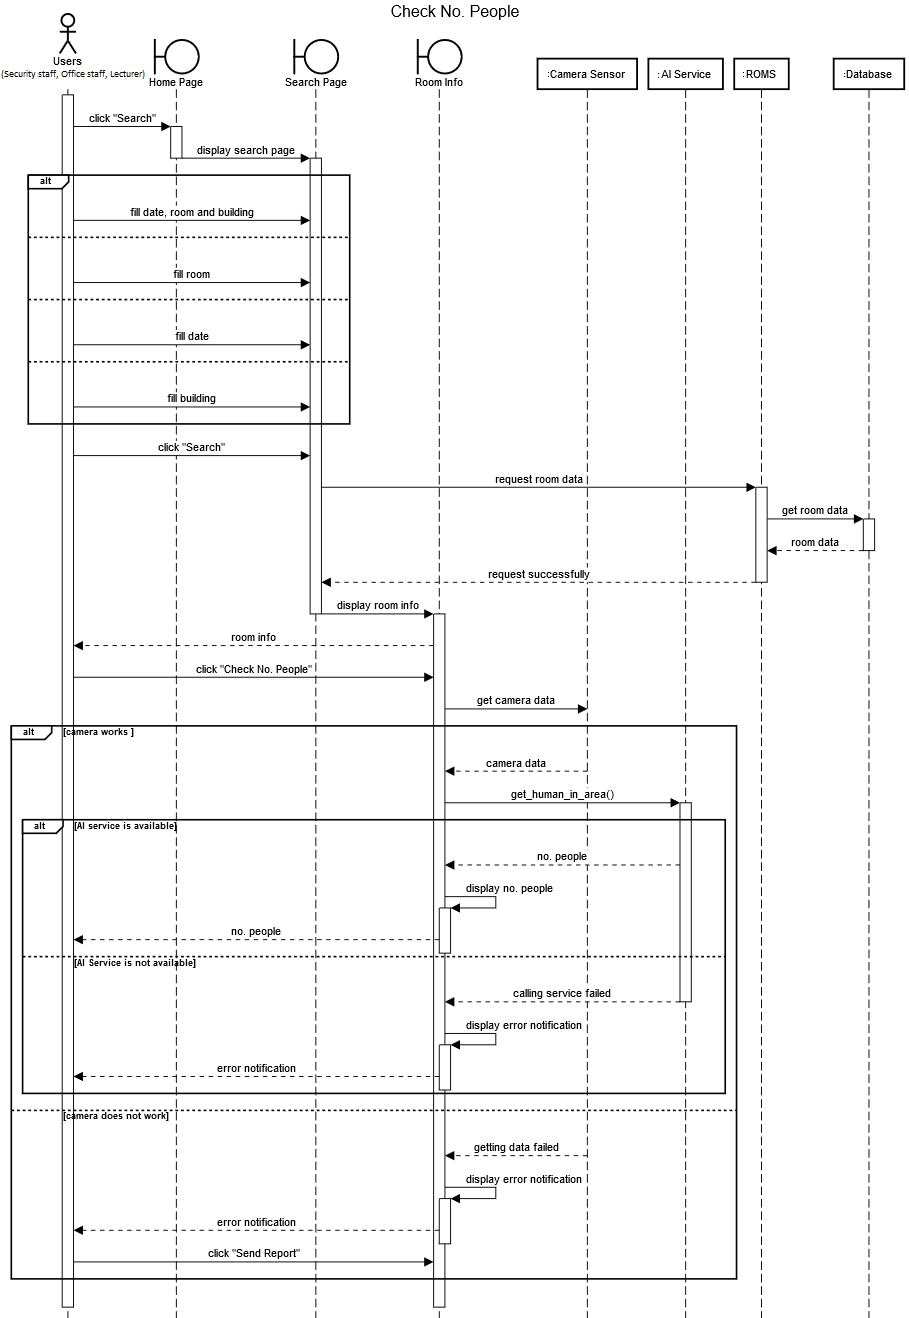 Check No. People
Users
(Security staff, Office staff, Lecturer)
Home Page
Search Page
Room Info
:Camera Sensor
:AI Service
:ROMS
:Database
click "Search"
display search page
alt
fill date, room and building
fill room
fill date
fill building
click "Search"
request room data
get room data
room data
request successfully
display room info
room info
click "Check No. People"
get camera data
alt
[camera works ]
camera data
get_human_in_area()
alt
[AI service is available]
no. people
display no. people
no. people
[AI Service is not available]
calling service failed
display error notification
error notification
[camera does not work]
getting data failed
display error notification
error notification
click "Send Report"